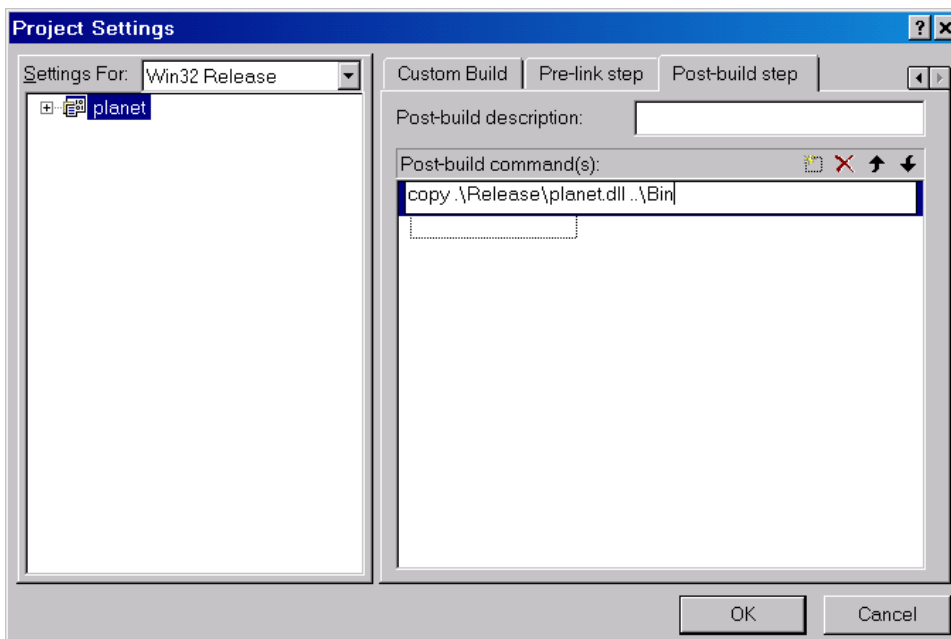 Project Settings
Settings For: Win32 Release
planet
Custom Build Pre-link step Post-build step
Post-build description:
Post-build command(s):
copy .\Release\planet.dll ..\Bin
OK Cancel